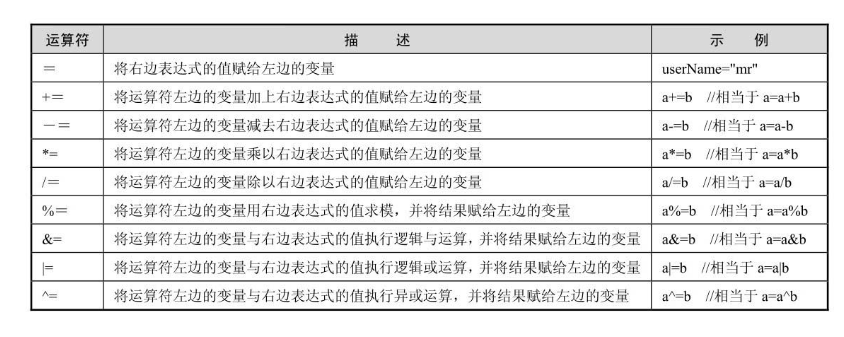 运算符 描 述 示 例
＝ 将右边表达式的值赋给左边的变量 userName="mr"
+＝ 将运算符左边的变量加上右边表达式的值赋给左边的变量 a+=b //相当于 a=a+b
－＝ 将运算符左边的变量减去右边表达式的值赋给左边的变量 a-=b //相当于 a=a-b
*= 将运算符左边的变量乘以右边表达式的值赋给左边的变量 a*=b //相当于 a=a*b
/＝ 将运算符左边的变量除以右边表达式的值赋给左边的变量 a/=b //相当于 a=a/b
%＝ 将运算符左边的变量用右边表达式的值求模，并将结果赋给左边的变量 a%=b //相当于 a=a%b
&= 将运算符左边的变量与右边表达式的值执行逻辑与运算，并将结果赋给左边的变量 a&=b //相当于 a=a&b
|= 将运算符左边的变量与右边表达式的值执行逻辑或运算，并将结果赋给左边的变量 a|=b //相当于 a=a|b
^= 将运算符左边的变量与右边表达式的值执行异或运算，并将结果赋给左边的变量 a^=b //相当于 a=a^b